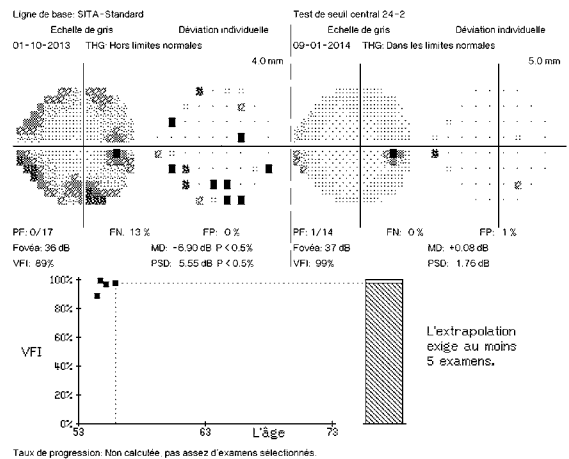 Ligne de base: SITA-Standard Test de seuil central 24-2
Echelle de gris Déviation individuelle Echelle de gris Déviation individuelle
01-10-2013 THG: Hors limites normales 09-01-2014 THG: Dans les limites normales
4.0 mm 5.0 mm
PF: 0/17 FN: 13 % FP: 0 % PF: 1/14 FN: 0 % FP: 1 %
Fovéa: 36 dB MD: -6.90 dB P < 0.5% Fovéa: 37 dB MD: +0.08 dB
VFI: 89% PSD: 5.55 dB P < 0.5% VFI: 99% PSD: 1.76 dB
100%
80%
60%
40%
20%
0%
VFI
53 63 73
L'âge
L'extrapolation
exige au moins
5 examens.
Taux de progression: Non calculée, pas assez d'examens sélectionnés.